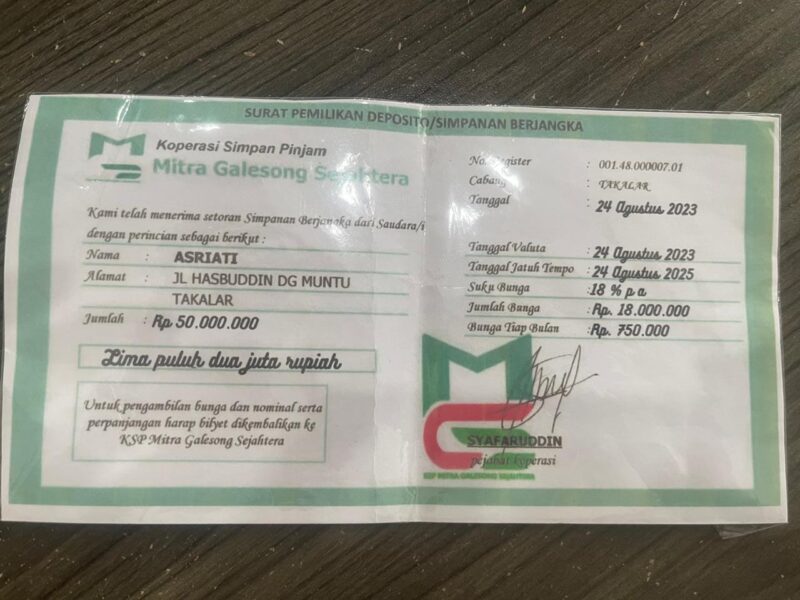 SURAT PEMILIKAN DEPOSITO/SIMPANAN BERJANGKA
Koperasi Simpan Pinjam
Mitra Galesong Sejahtera
Kami telah menerima setoran Simpanan Berjangka dari Saudara/i
dengan perincian sebagai berikut :
Nama : ASRIATI
Alamat : JL HASBUDDIN DG MUNTU
TAKALAR
Jumlah : Rp 50.000.000
Lima puluh dua juta rupiah
Untuk pengambilan bunga dan nominal serta
perpanjangan harap bilyet dikembalikan ke
KSP Mitra Galesong Sejahtera
No. Register : 001.48.000007.01
Cabang : TAKALAR
Tanggal : 24 Agustus 2023
Tanggal Valuta : 24 Agustus 2023
Tanggal Jatuh Tempo : 24 Agustus 2025
Suku Bunga : 18 % p a
Jumlah Bunga : Rp. 18.000.000
Bunga Tiap Bulan : Rp. 750.000
SYAFARUDDIN
pejabat koperasi
KSP MITRA GALESONG SEJAHTERA